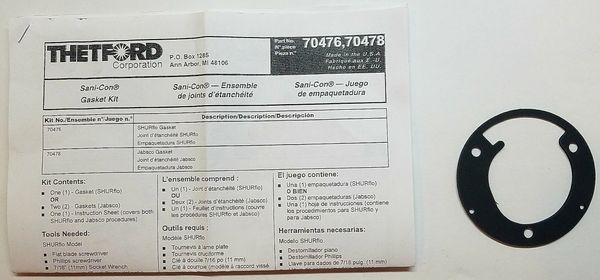 THETFORD
Corporation
P.O. Box 1285
Ann Arbor, MI 48106
Part No.
N° pièce
Pieza n°
70476,70478
Made in the U.S.A.
Fabriqué aux É.-U.
Hecho en EE. UU.
Sani-Con®
Gasket Kit
Sani-Con® — Ensemble
de joints d'étanchéité
Sani-Con® — Juego
de empaquetadura
Kit No./Ensemble n°/Juego n.°
Description/Description/Descripción
70476
SHURflo Gasket
Joint d'étanchéité SHURflo
Empaquetadura SHURflo
70478
Jabsco Gasket
Joint d'étanchéité Jabsco
Empaquetadura Jabsco
Kit Contents:
One (1) - Gasket (SHURflo)
OR
Two (2) - Gaskets (Jabsco)
One (1) - Instruction Sheet (covers both
SHURflo and Jabsco procedures)
Tools Needed:
SHURflo Model
Flat blade screwdriver
Phillips screwdriver
7/16" (11mm) Socket Wrench
L'ensemble comprend :
Un (1) - Joint d'étanchéité (SHURflo)
OU
Deux (2) - Joints d'étanchéité (Jabsco)
Un (1) - Feuillet d'instructions (couvre
les procédures SHURflo et Jabsco)
Outils requis :
Modèle SHURflo
Tournevis à lame plate
Tournevis cruciforme
Clé à douille 7/16 po (11 mm)
Clé à courbe (modèle à raccord vissé
El juego contiene:
Una (1) empaquetadura (SHURflo)
O BIEN
Dos (2) empaquetaduras (Jabsco)
Una (1) hoja de instrucciones (contiene
los procedimientos para SHURflo y
para Jabsco)
Herramientas necesarias:
Modelo SHURflo
Destornillador plano
Destornillador Phillips
Llave para dados de 7/16 pulg. (11 mm)